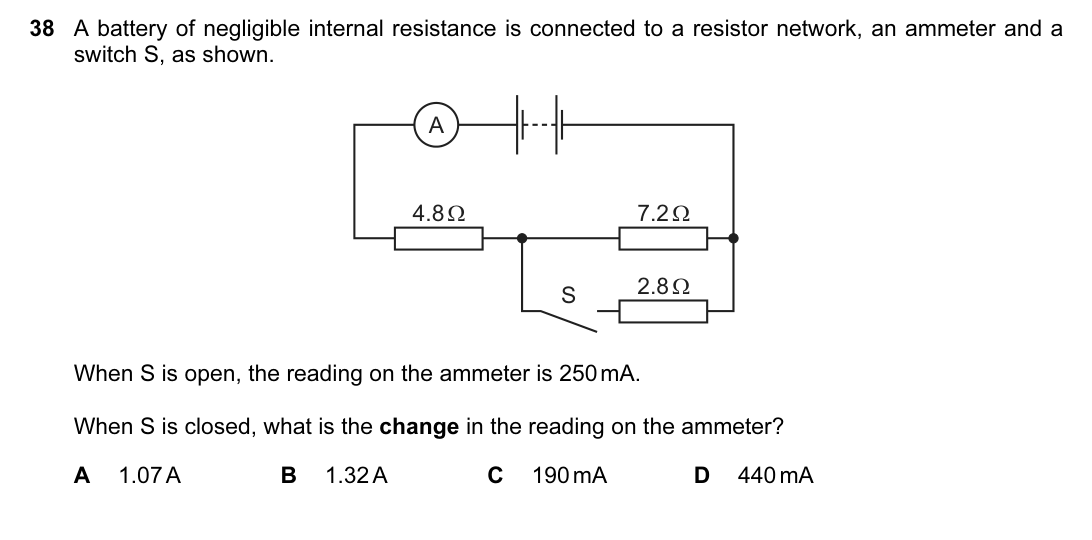 38 A battery of negligible internal resistance is connected to a resistor network, an ammeter and a
switch S, as shown.
A
4.8Ω 7.2Ω
S 2.8Ω
When S is open, the reading on the ammeter is 250 mA.
When S is closed, what is the change in the reading on the ammeter?
A 1.07 A B 1.32 A C 190 mA D 440 mA